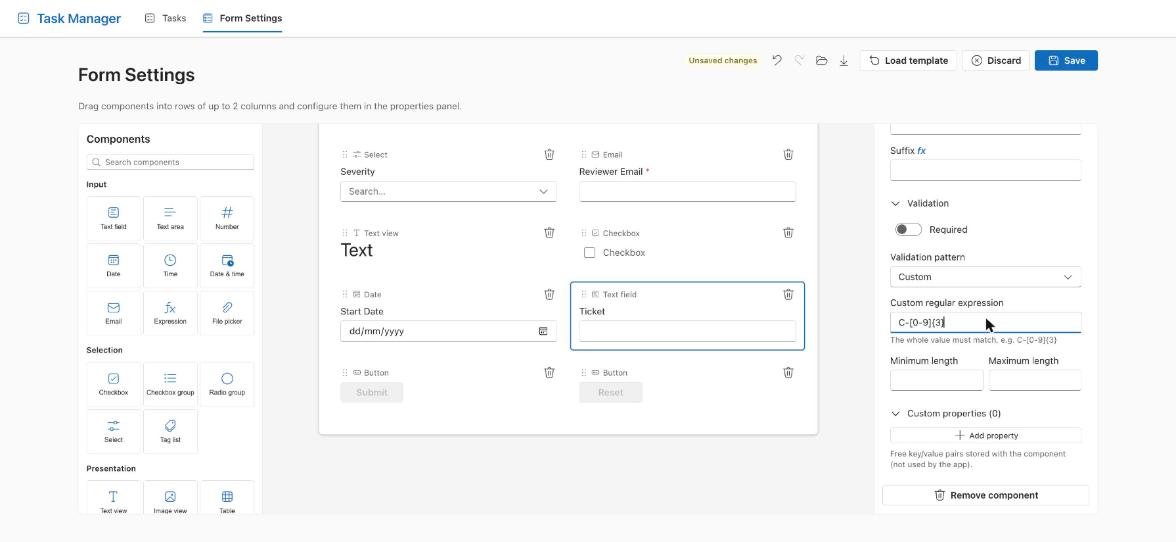 Task Manager
Tasks
Form Settings
Unsaved changes
Load template
Discard
Save
Form Settings
Drag components into rows of up to 2 columns and configure them in the properties panel.
Components
Search components
Input
Text field
Text area
Number
Date
Time
Date & time
Email
Expression
File picker
Selection
Checkbox
Checkbox group
Radio group
Select
Tag list
Presentation
Text view
Image view
Table
Select
Severity
Search...
Email
Reviewer Email *
Text view
Text
Checkbox
Checkbox
Date
Start Date
dd/mm/yyyy
Text field
Ticket
Button
Submit
Button
Reset
Suffix fx
Validation
Required
Validation pattern
Custom
Custom regular expression
C-[0-9]{3}
The whole value must match, e.g. C-[0-9]{3}
Minimum length
Maximum length
Custom properties (0)
Add property
Free key/value pairs stored with the component
(not used by the app).
Remove component